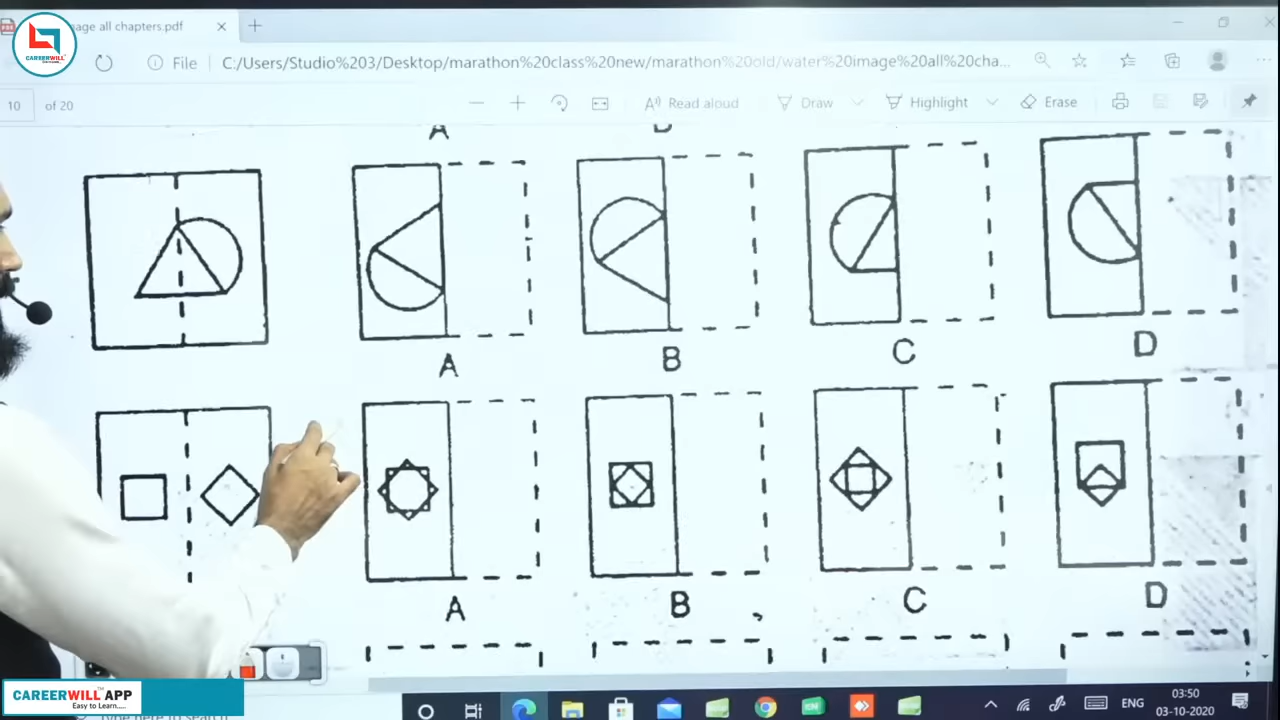 CAREERWILL
age all chapters.pdf
File C:/Users/Studio%203/Desktop/marathon%20class%20new/marathon%20old/water%20image%20all%20cha...
10 of 20 Read aloud Draw Highlight Erase
A
A B C D
A B C D
CAREERWILL APP
Easy to Learn.....
ENG
03:50
03-10-2020